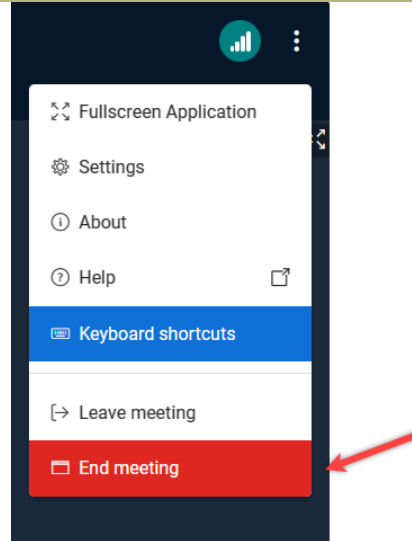 Fullscreen Application
Settings
About
Help
Keyboard shortcuts
Leave meeting
End meeting